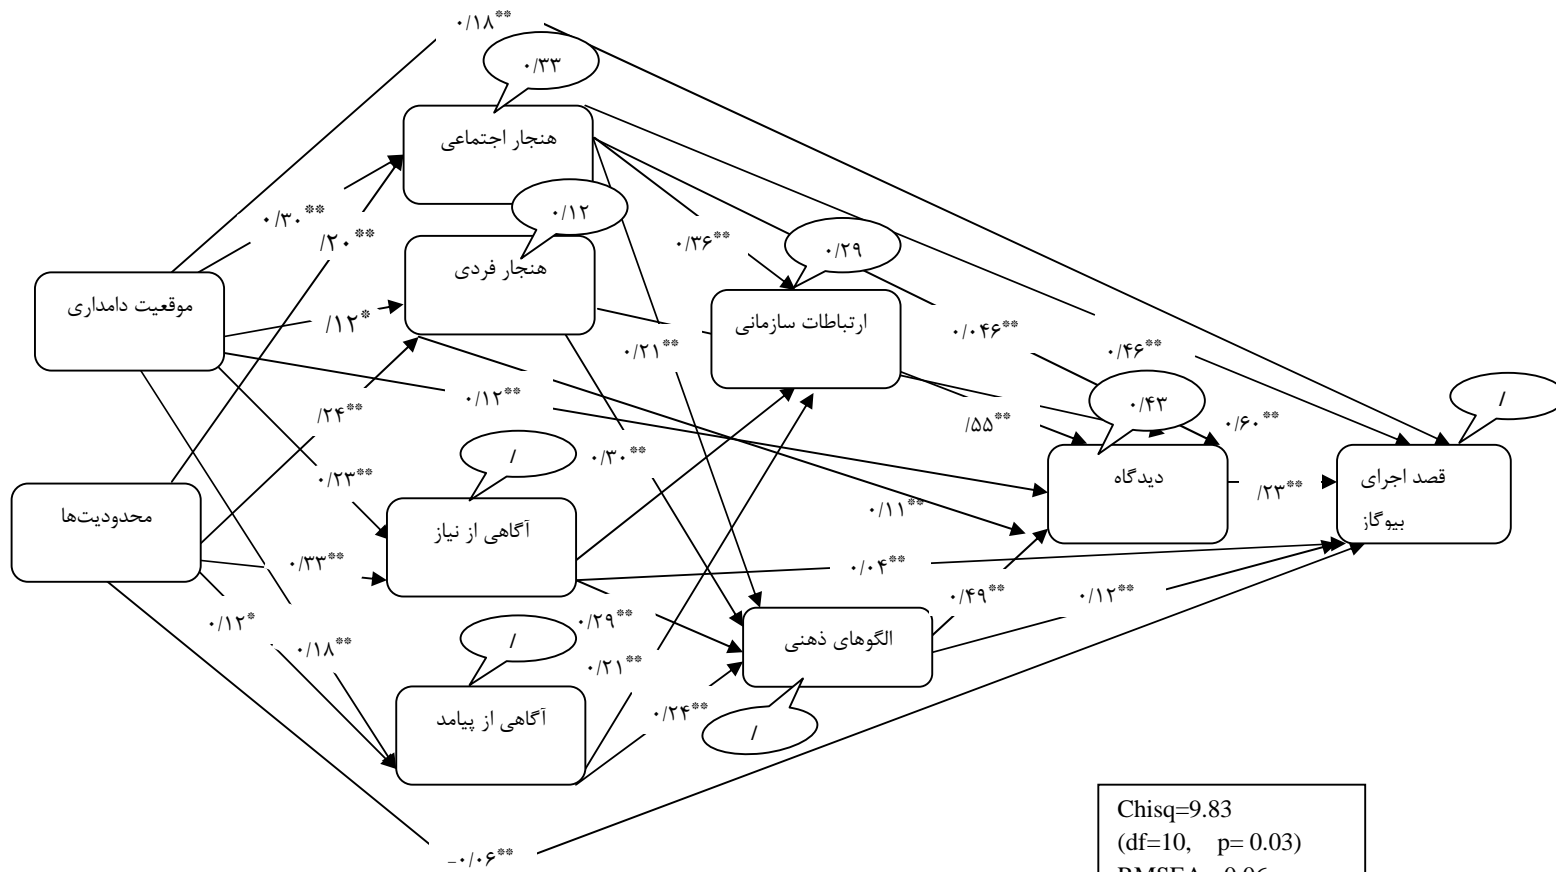 ۰/۱۸**
۰/۳۳
هنجار اجتماعی
۰/۳۰**
/۲۰**
۰/۱۲
هنجار فردی
۰/۳۶**
۰/۲۹
موقعیت دامداری
/۱۲*
ارتباطات سازمانی
۰/۰۴۶**
۰/۴۶**
۰/۲۱**
۰/۱۲**
۰/۴۳
/
/۲۴**
/۵۵**
۰/۶۰**
/
۰/۳۰**
۰/۲۳**
دیدگاه
قصد اجرای
بیوگاز
/۲۳**
محدودیت‌ها
۰/۱۱**
آگاهی از نیاز
۰/۳۳**
۰/۰۴**
۰/۴۹**
۰/۱۲**
۰/۱۲*
۰/۲۹**
/
الگوهای ذهنی
۰/۱۸**
۰/۲۱**
آگاهی از پیامد
۰/۲۴**
/
-۰/۰۶**
Chisq=9.83
(df=10, p= 0.03)